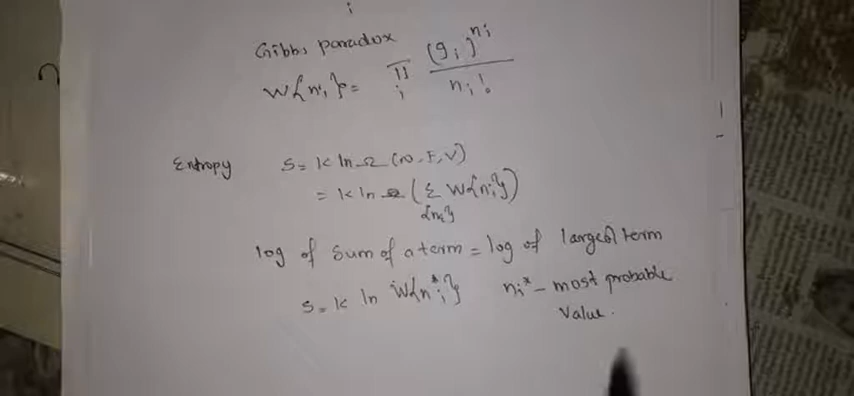 i
Gibbs paradox
W{ni} = Π (gi)^ni / ni!
i
Entropy S = K ln Ω (N, E, V)
= K ln (Σ W{ni})
{ni}
log of sum of a term = log of largest term
S = K ln W{ni*} ni* - most probable
Value.